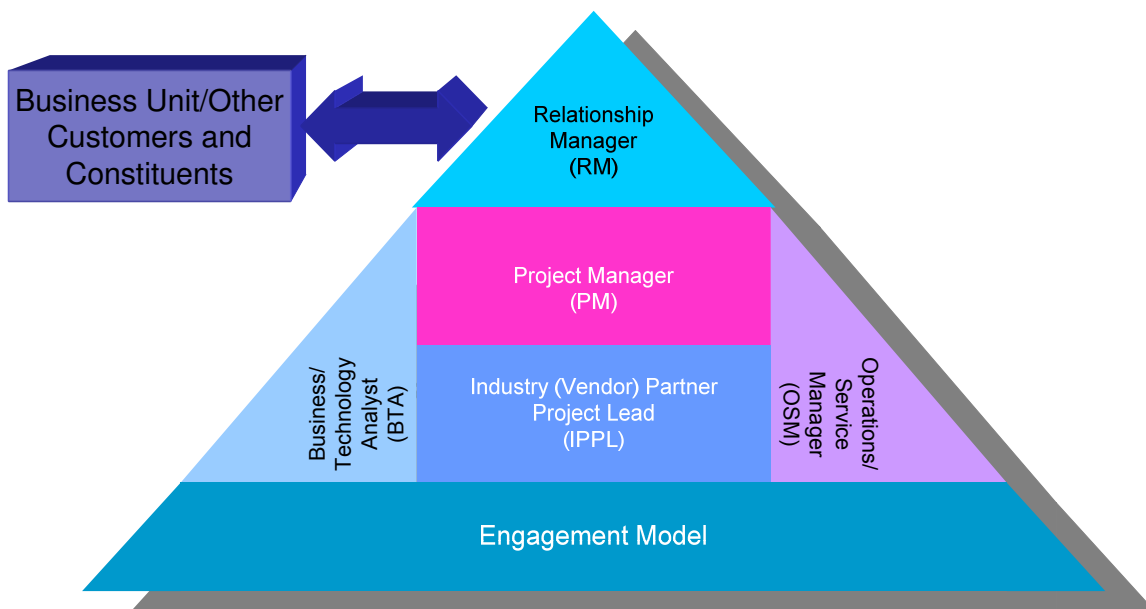 Business Unit/Other
Customers and
Constituents
Relationship
Manager
(RM)
Project Manager
(PM)
Business/
Technology
Analyst
(BTA)
Industry (Vendor) Partner
Project Lead
(IPPL)
Operations/
Service
Manager
(OSM)
Engagement Model